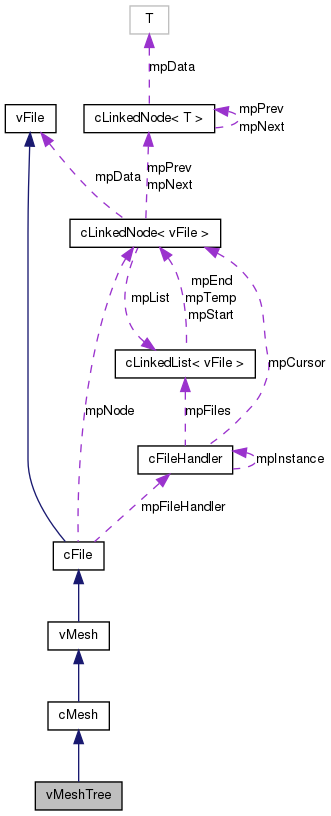 T
mpData
vFile
cLinkedNode< T >
mpPrev
mpNext
mpData
mpPrev
mpNext
cLinkedNode< vFile >
mpList
mpEnd
mpTemp
mpStart
cLinkedList< vFile >
mpCursor
mpNode
mpFiles
cFileHandler
mpInstance
mpFileHandler
cFile
vMesh
cMesh
vMeshTree